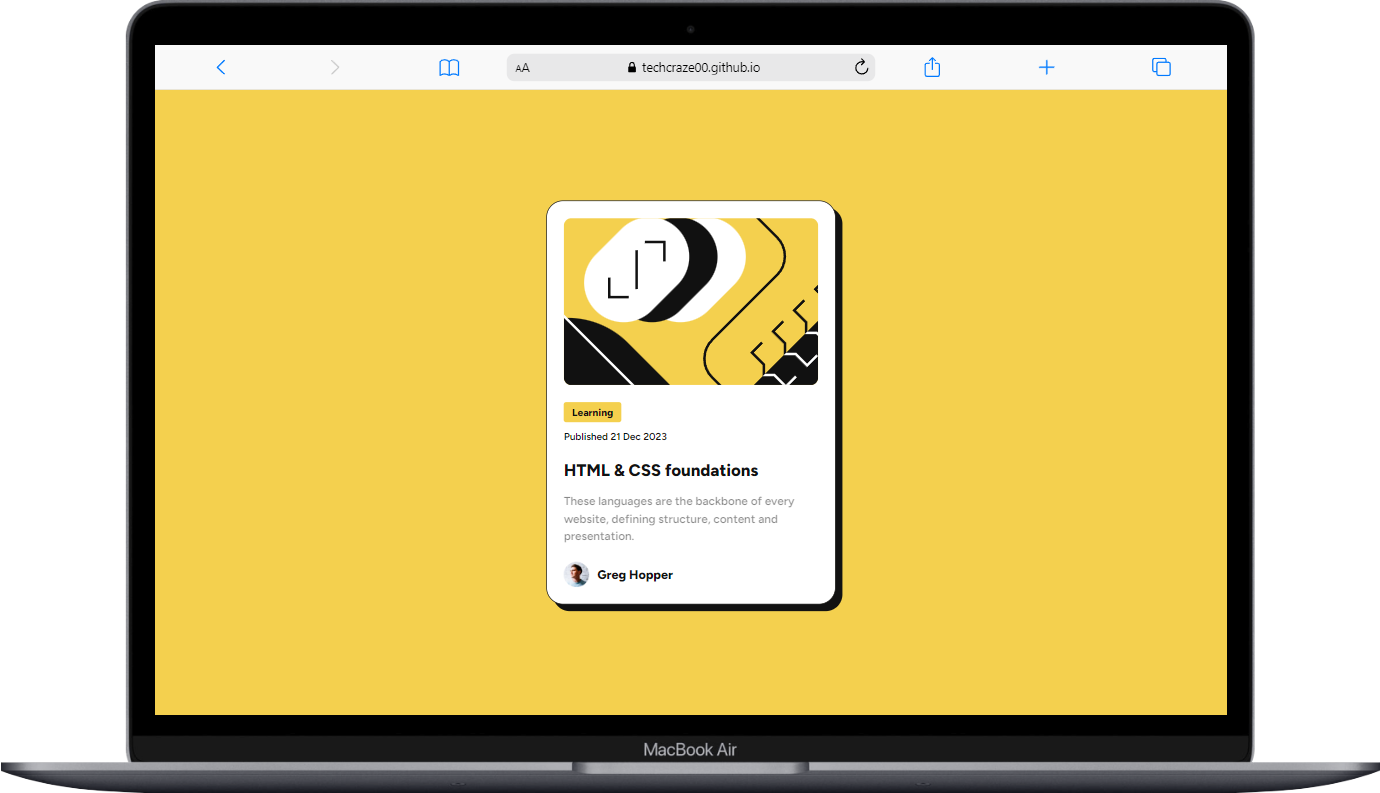 AA
techcraze00.github.io
Learning
Published 21 Dec 2023
HTML & CSS foundations
These languages are the backbone of every
website, defining structure, content and
presentation.
Greg Hopper
MacBook Air